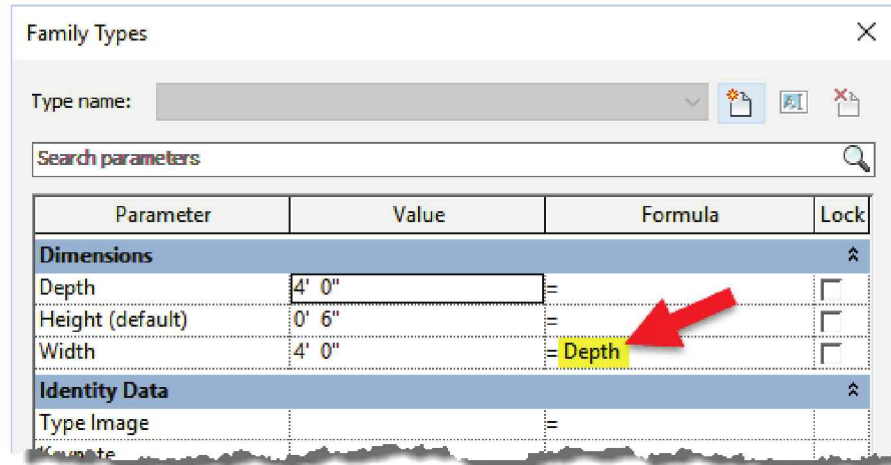 Family Types
Type name:
Search parameters
Parameter Value Formula Lock
Dimensions
Depth 4' 0" =
Height (default) 0' 6" =
Width 4' 0" = Depth
Identity Data
Type Image =